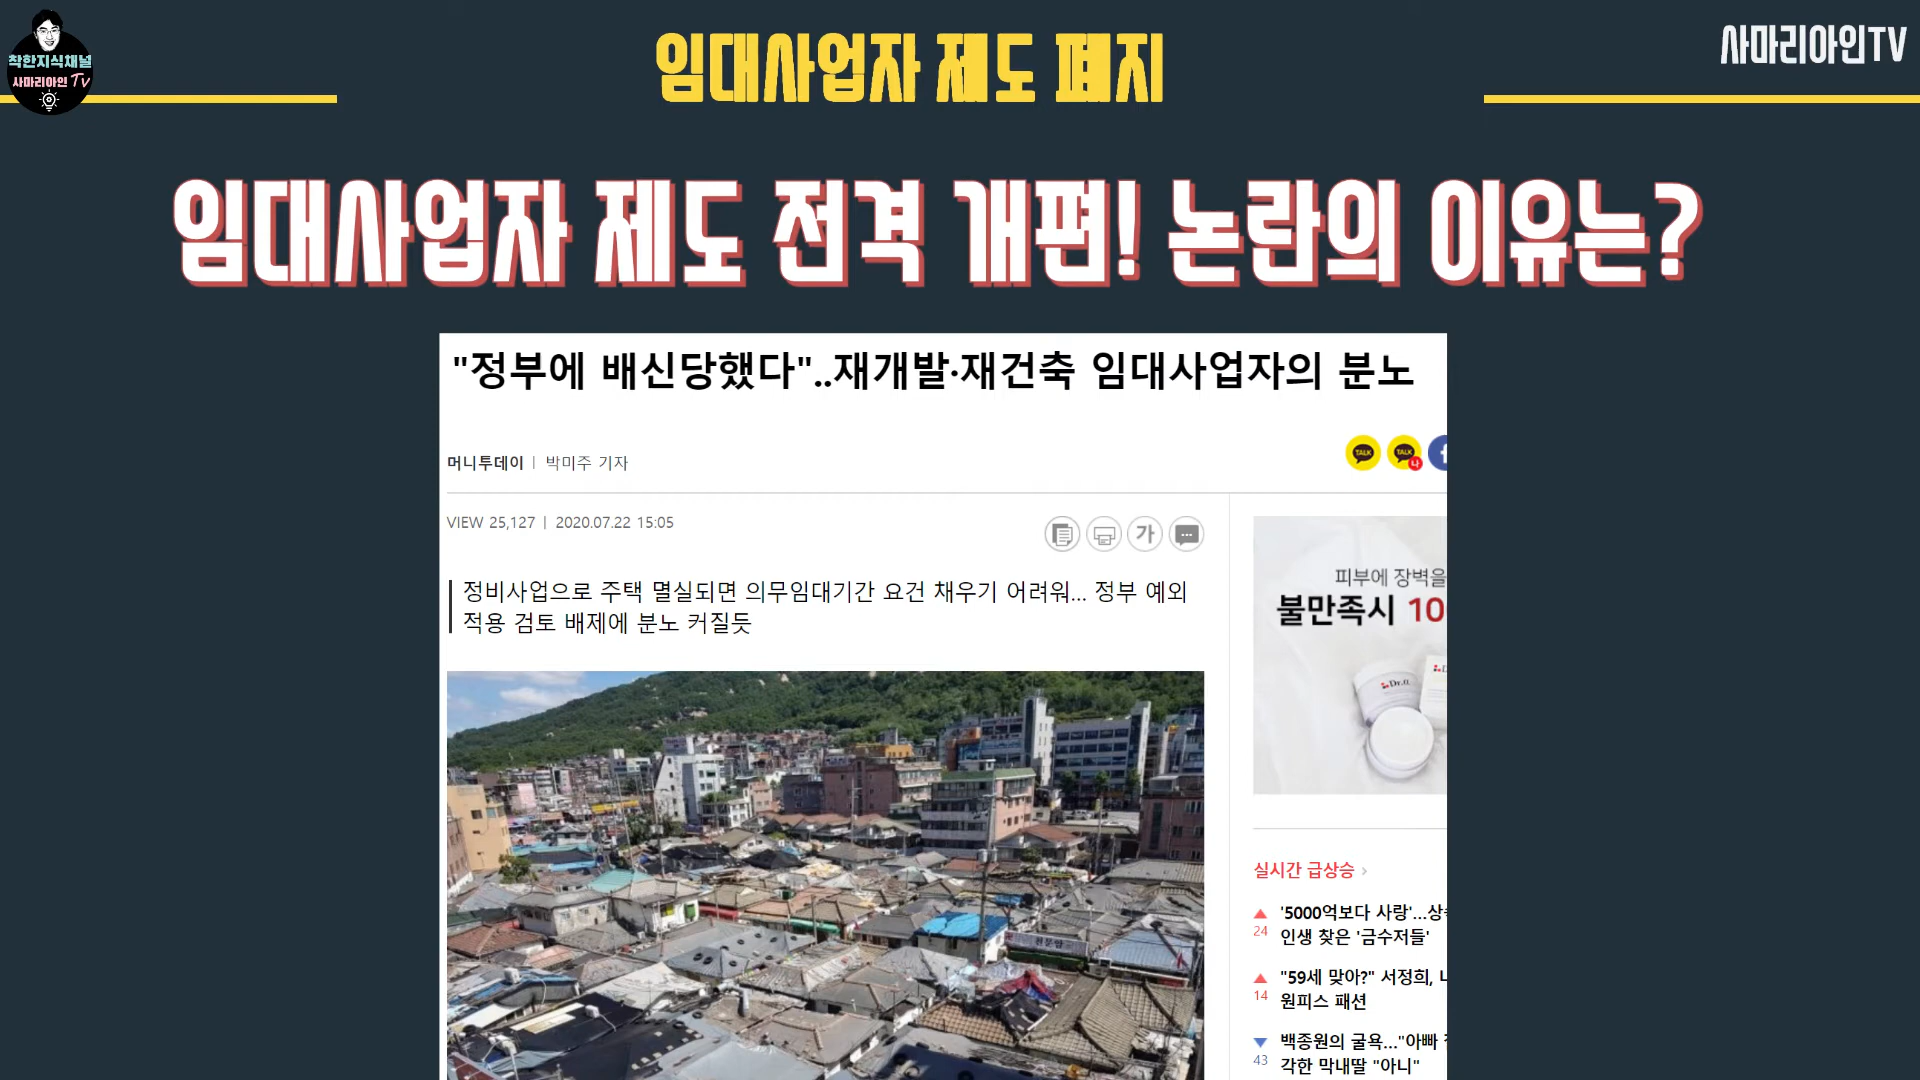 착한지식채널
사마리아인 TV
임대사업자 제도 폐지
사마리아인TV
임대사업자 제도 전격 개편! 논란의 이유는?
"정부에 배신당했다"..재개발·재건축 임대사업자의 분노
머니투데이 | 박미주 기자
TALK
TALK
나
VIEW 25,127 | 2020.07.22 15:05
가
정비사업으로 주택 멸실되면 의무임대기간 요건 채우기 어려워... 정부 예외
적용 검토 배제에 분노 커질듯
피부에 장벽을
불만족시 10
Dr.α
실시간 급상승 >
24 '5000억보다 사랑'...상
인생 찾은 '금수저들'
14 "59세 맞아?" 서정희,
원피스 패션
43 백종원의 굴욕..."아빠
각한 막내딸 "아니"